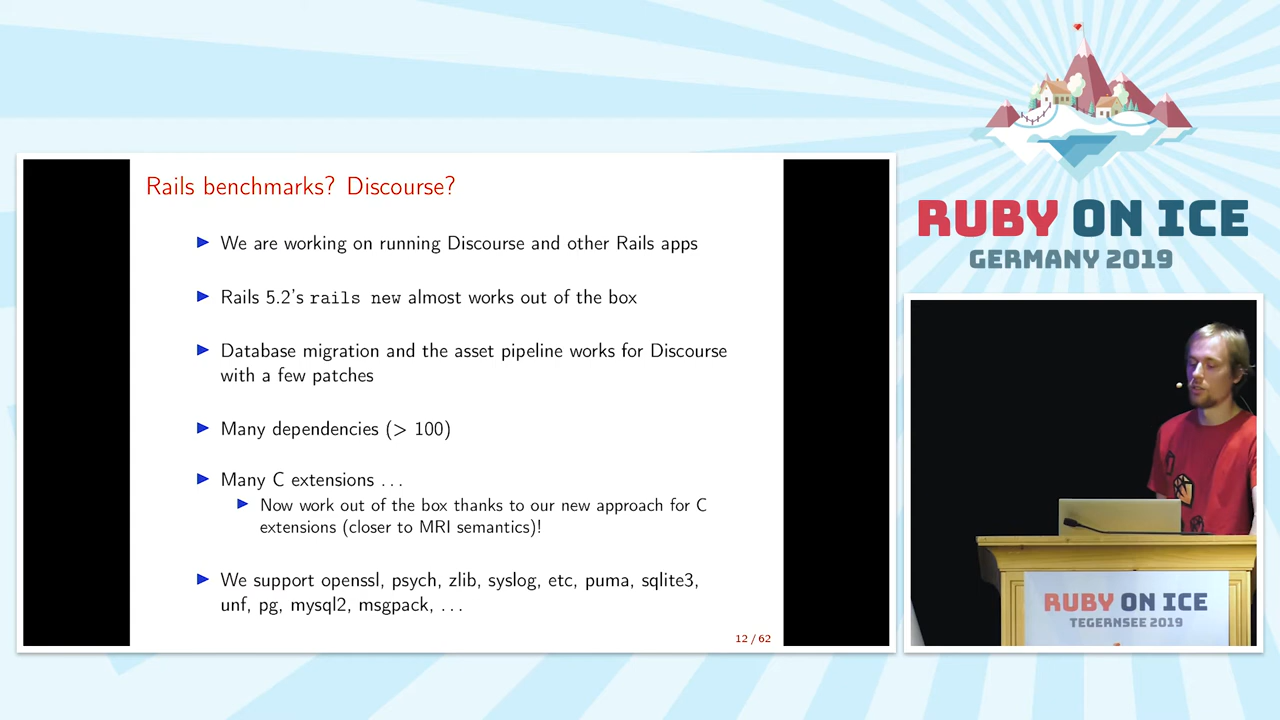 Rails benchmarks? Discourse?
We are working on running Discourse and other Rails apps
Rails 5.2's rails new almost works out of the box
Database migration and the asset pipeline works for Discourse
with a few patches
Many dependencies (> 100)
Many C extensions . . .
Now work out of the box thanks to our new approach for C
extensions (closer to MRI semantics)!
We support openssl, psych, zlib, syslog, etc, puma, sqlite3,
unf, pg, mysql2, msgpack, . . .
12 / 62
RUBY ON ICE
GERMANY 2019
RUBY ON ICE
TEGERNSEE 2019